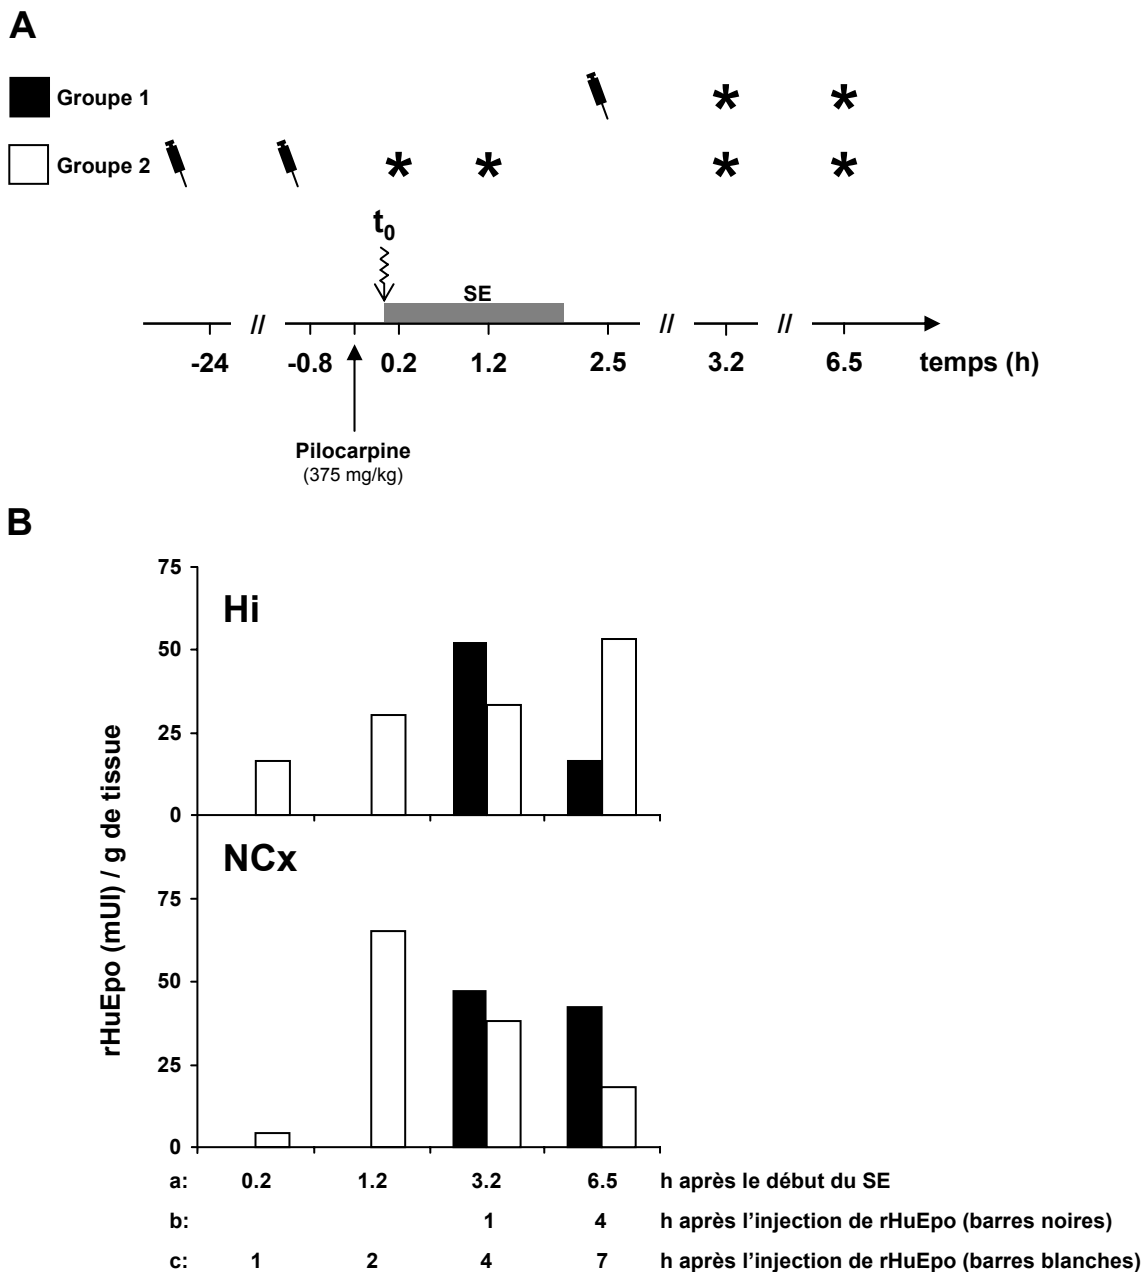 A
Groupe 1
* *
Groupe 2
* * * *
t0
SE
// // //
-24 -0.8 0.2 1.2 2.5 3.2 6.5 temps (h)
Pilocarpine
(375 mg/kg)
B
rHuEpo (mUI) / g de tissue
75
Hi
50
25
0
NCx
75
50
25
0
a: 0.2 1.2 3.2 6.5 h après le début du SE
b: 1 4 h après l’injection de rHuEpo (barres noires)
c: 1 2 4 7 h après l’injection de rHuEpo (barres blanches)